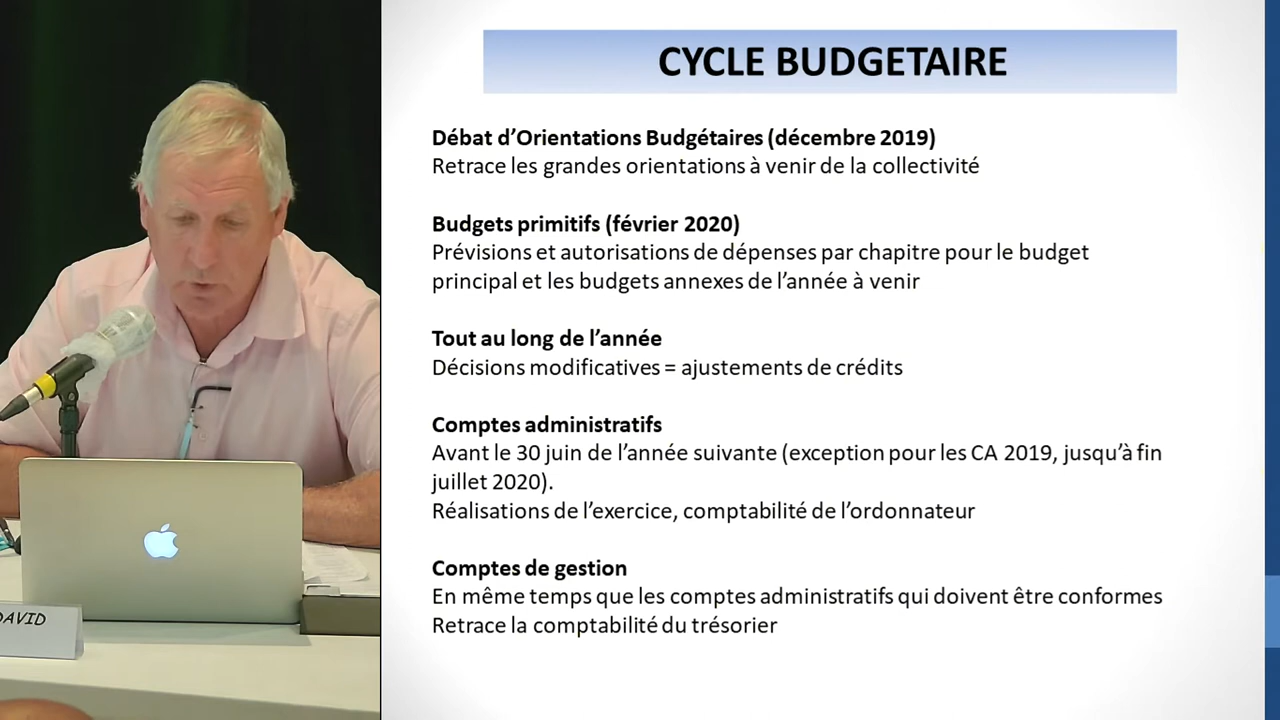 CYCLE BUDGETAIRE
Débat d'Orientations Budgétaires (décembre 2019)
Retrace les grandes orientations à venir de la collectivité
Budgets primitifs (février 2020)
Prévisions et autorisations de dépenses par chapitre pour le budget
principal et les budgets annexes de l'année à venir
Tout au long de l'année
Décisions modificatives = ajustements de crédits
Comptes administratifs
Avant le 30 juin de l'année suivante (exception pour les CA 2019, jusqu'à fin
juillet 2020).
Réalisations de l'exercice, comptabilité de l'ordonnateur
Comptes de gestion
En même temps que les comptes administratifs qui doivent être conformes
Retrace la comptabilité du trésorier
DAVID